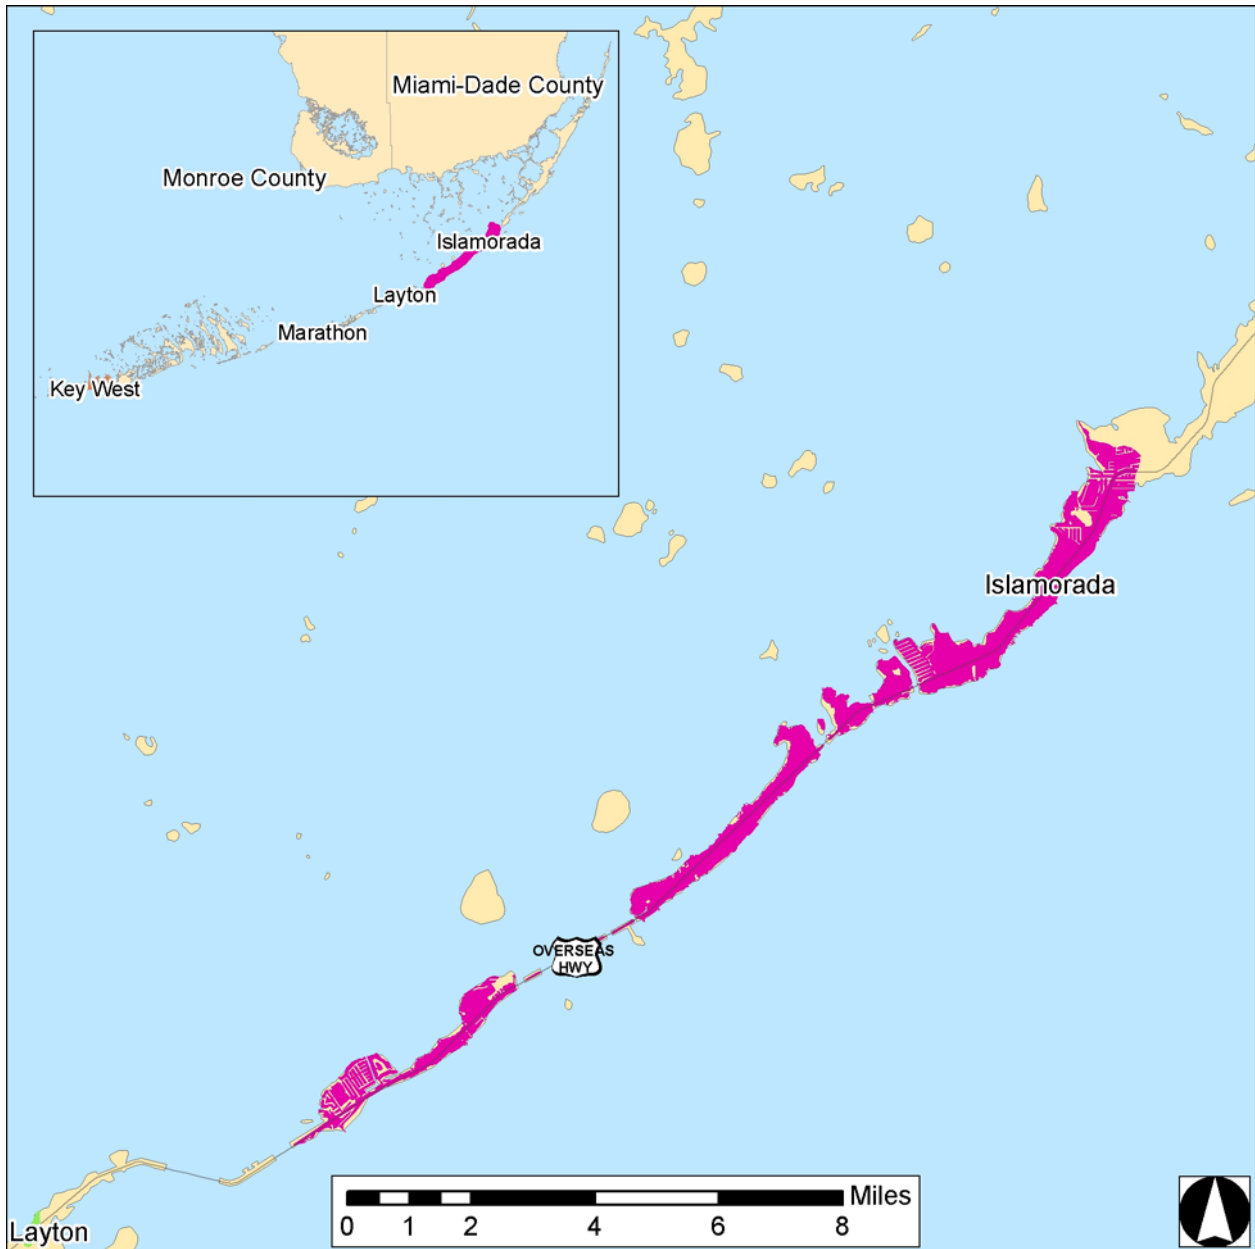 Miami-Dade County
Monroe County
Islamorada
Layton
Marathon
Key West
Islamorada
OVERSEAS
HWY
Layton
Miles
0 1 2 4 6 8